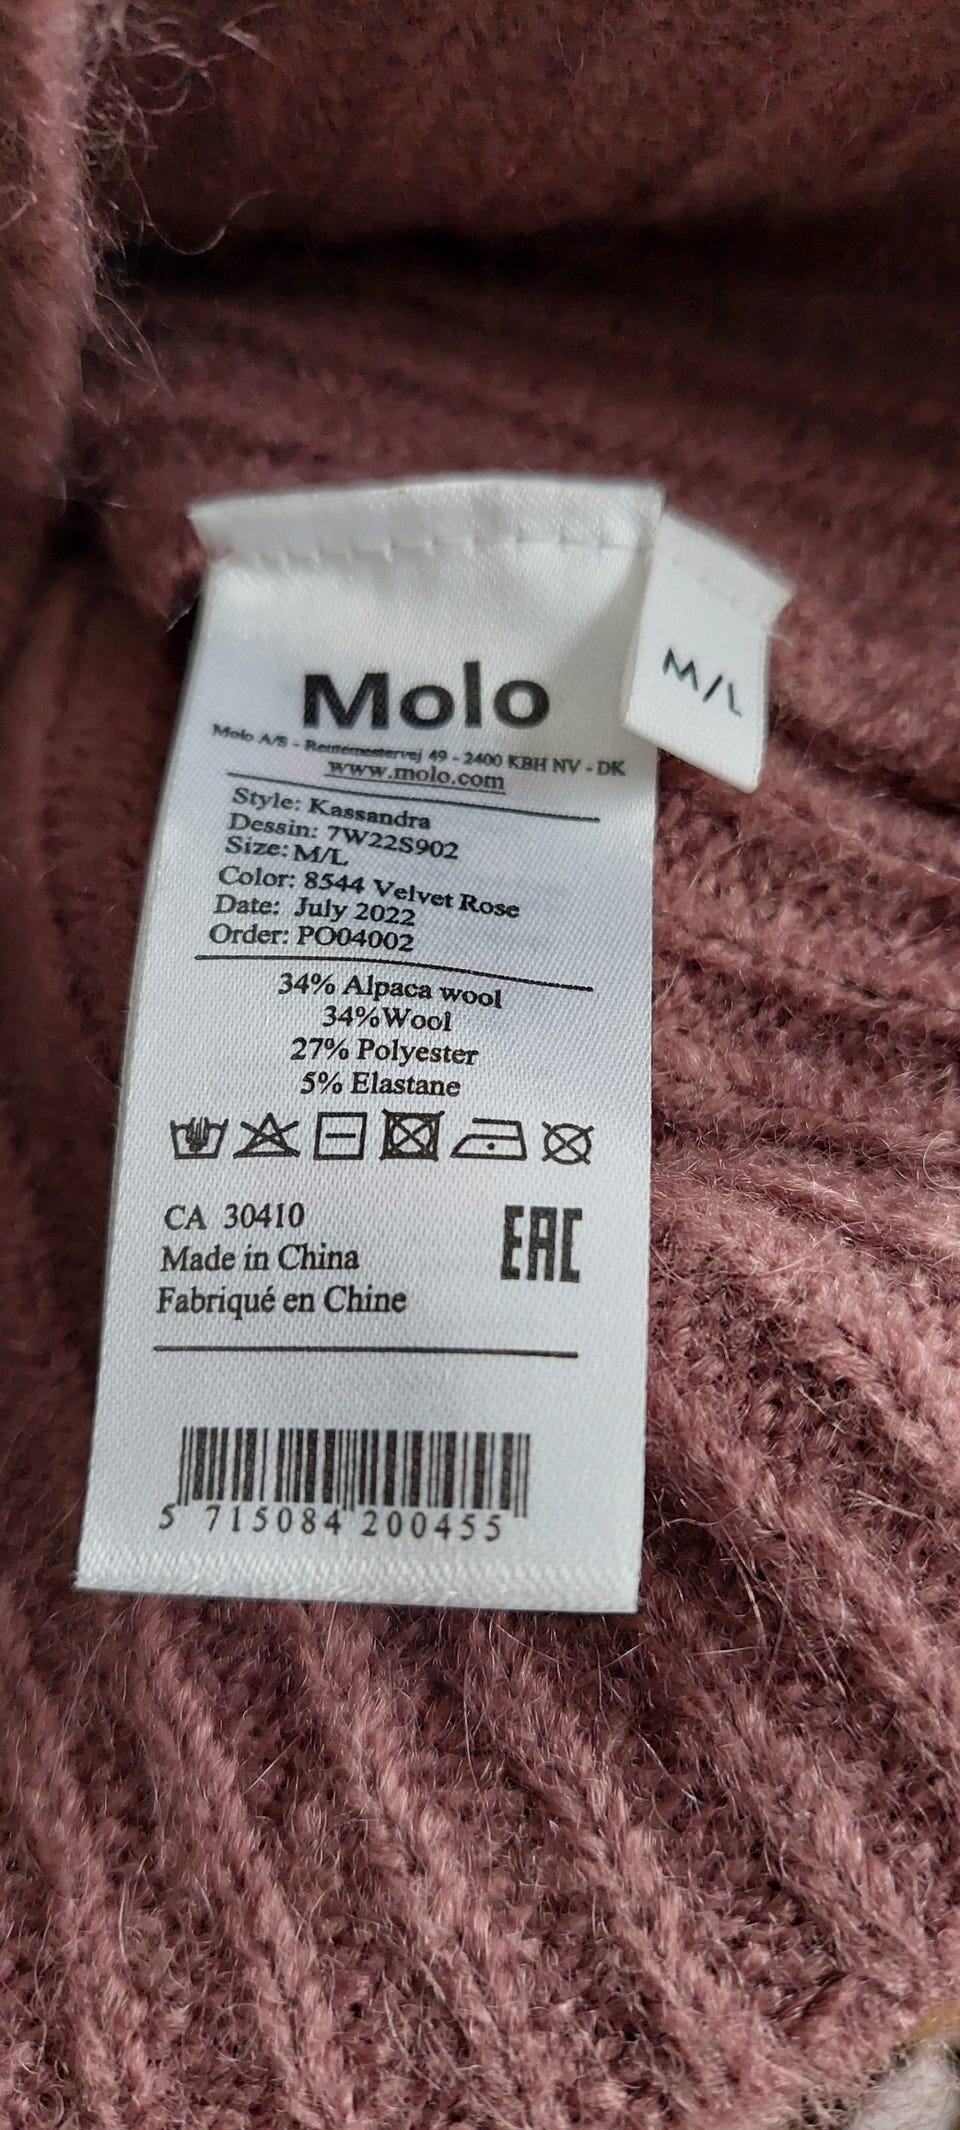 Molo
M/L
Molo A/S - Rentemestervej 49 - 2400 KBH NV - DK
www.molo.com
Style: Kassandra
Dessin: 7W22S902
Size: M/L
Color: 8544 Velvet Rose
Date: July 2022
Order: PO04002
34% Alpaca wool
34%Wool
27% Polyester
5% Elastane
CA 30410
EAC
Made in China
Fabriqué en Chine
5 715084 200455